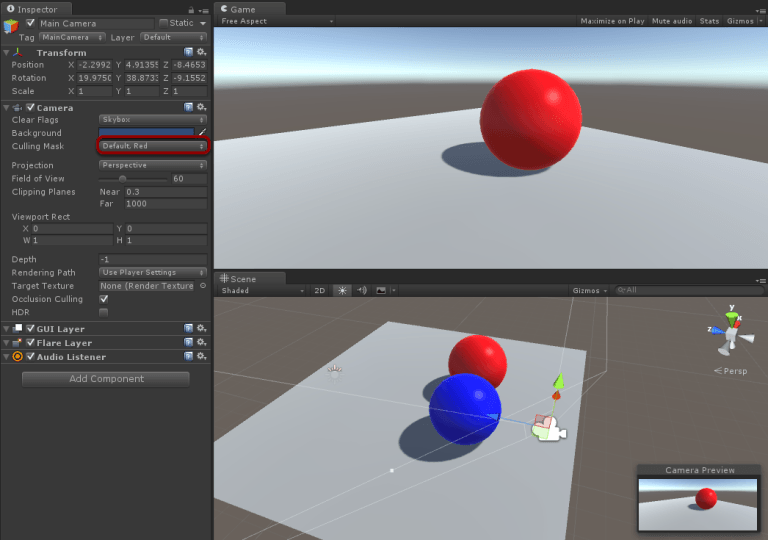 Inspector
Main Camera Static
Tag MainCamera Layer Default
Transform
Position X -2.2992 Y 4.91355 Z -8.4653
Rotation X 19.9750 Y 38.8733 Z -9.1552
Scale X 1 Y 1 Z 1
Camera
Clear Flags Skybox
Background
Culling Mask Default, Red
Projection Perspective
Field of View 60
Clipping Planes Near 0.3
Far 1000
Viewport Rect
X 0 Y 0
W 1 H 1
Depth -1
Rendering Path Use Player Settings
Target Texture None (Render Texture
Occlusion Culling
HDR
GUI Layer
Flare Layer
Audio Listener
Add Component
Game
Free Aspect Maximize on Play Mute audio Stats Gizmos
Scene
Shaded 2D Gizmos All
y
x
z
Persp
Camera Preview